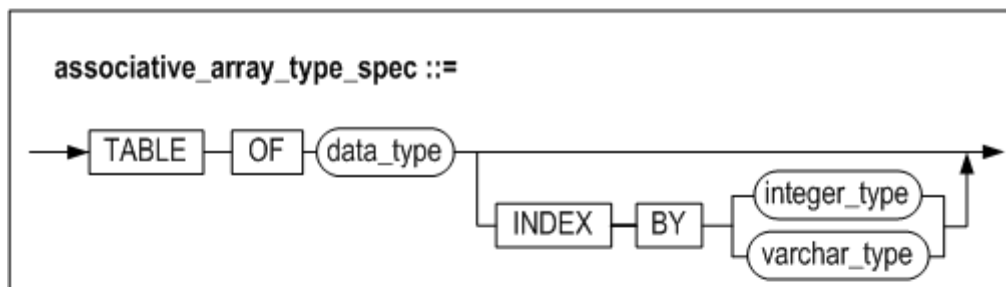 associative_array_type_spec ::=
TABLE OF data_type
INDEX BY integer_type
varchar_type